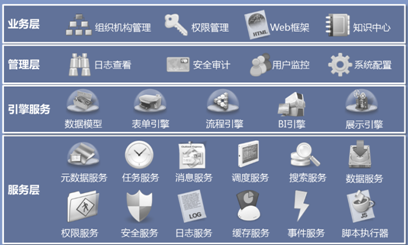 业务层 组织机构管理 权限管理 Web框架 知识中心
管理层 日志查看 安全审计 用户监控 系统配置
引擎服务 数据模型 表单引擎 流程引擎 BI引擎 展示引擎
元数据服务 任务服务 消息服务 调度服务 搜索服务 数据服务
服务层
LOG
权限服务 安全服务 日志服务 缓存服务 事件服务 脚本执行器